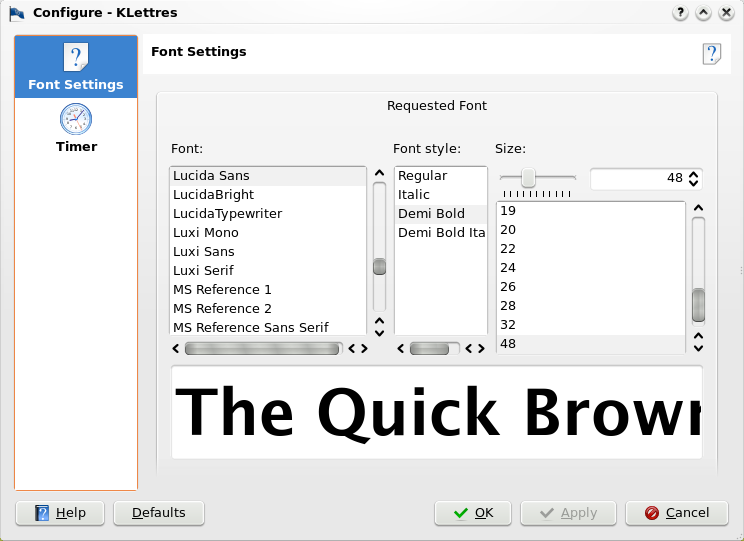 Configure - KLettres
Font Settings
Timer
Font Settings
Requested Font
Font:
Font style:
Size:
Lucida Sans
LucidaBright
LucidaTypewriter
Luxi Mono
Luxi Sans
Luxi Serif
MS Reference 1
MS Reference 2
MS Reference Sans Serif
Regular
Italic
Demi Bold
Demi Bold Ita
48
19
20
22
24
26
28
32
48
The Quick Brown
Help
Defaults
OK
Apply
Cancel